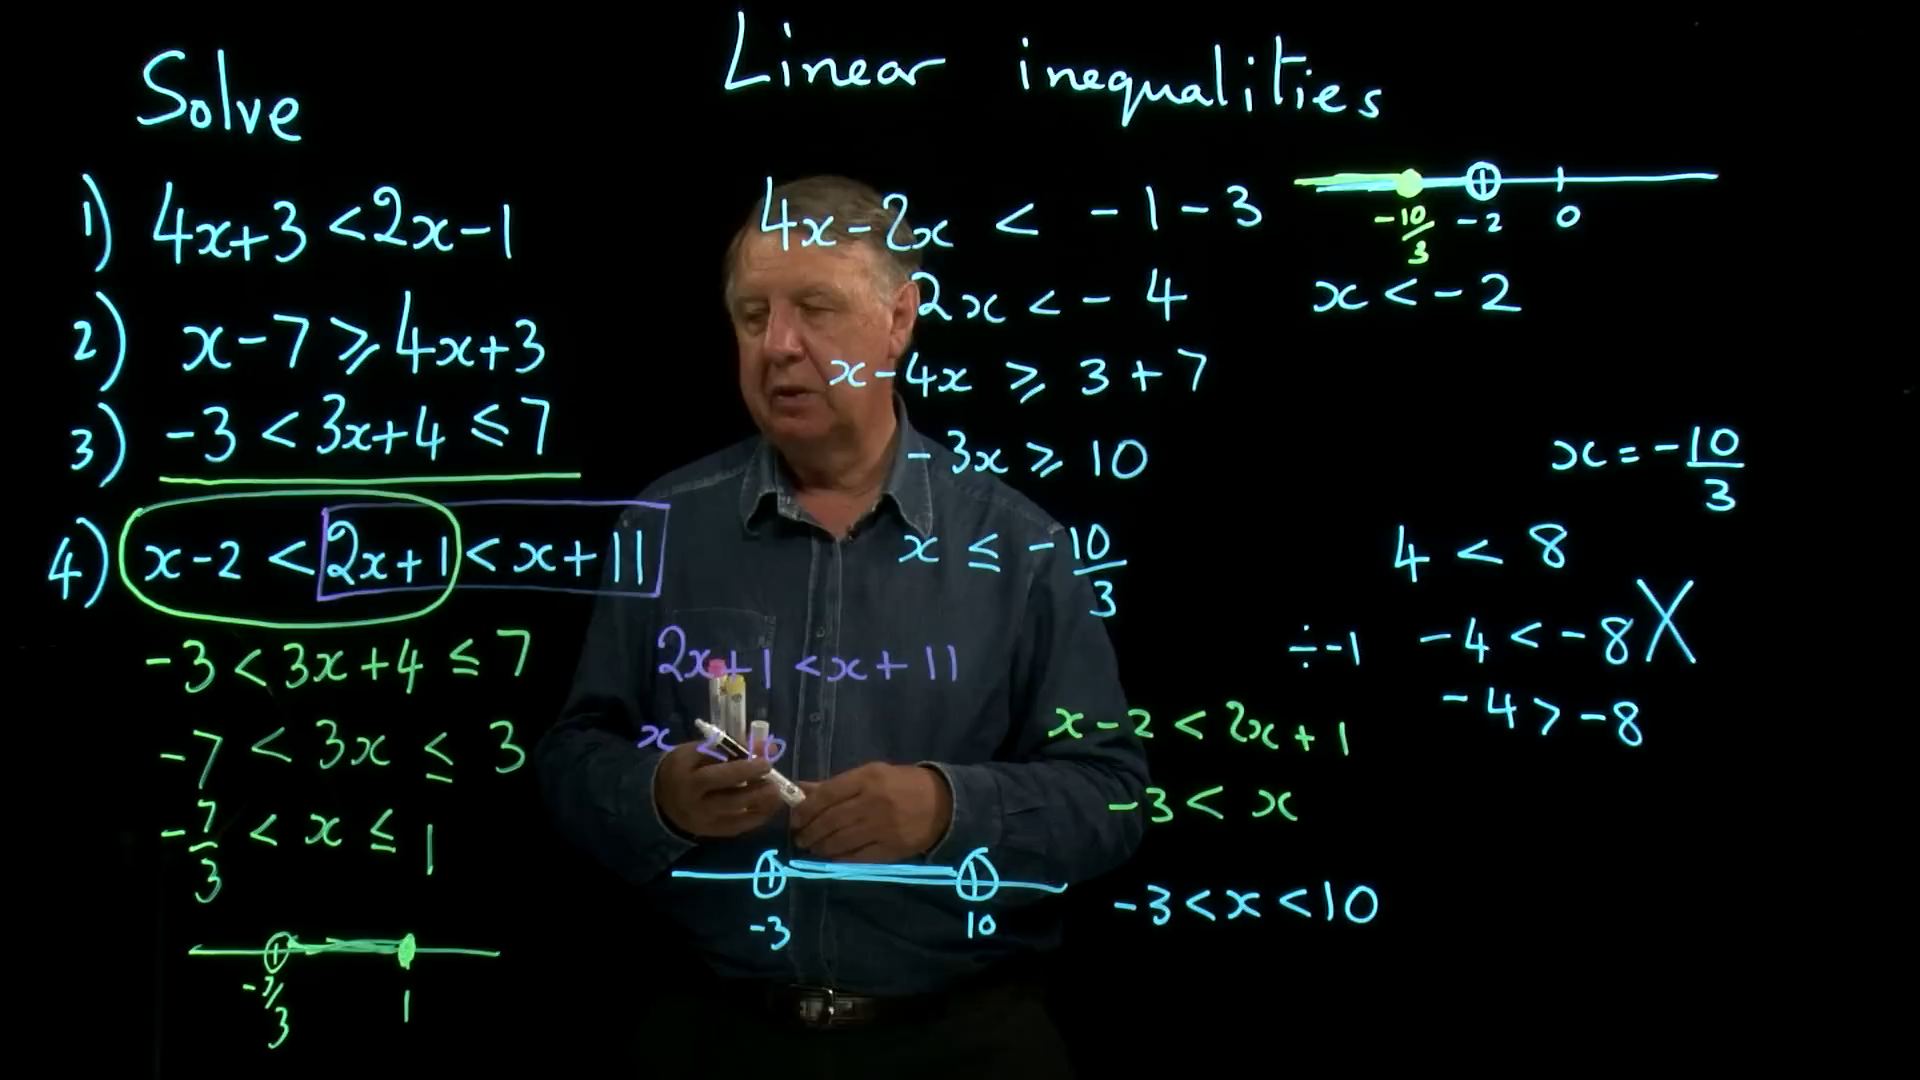 Solve
Linear inequalities
1) 4x+3 < 2x-1
2) x-7 ⩾ 4x+3
3) -3 < 3x+4 ≤ 7
4) x-2 < 2x+1 < x+11
-3 < 3x+4 ≤ 7
-7 < 3x ≤ 3
-7/3 < x ≤ 1
-7/3 1
4x-2x < -1-3
2x < -4
x-4x ⩾ 3+7
-3x ⩾ 10
x ≤ -10/3
2x+1 < x+11
x < 10
-3 10
-10/3 -2 0
x < -2
x = -10/3
4 < 8
÷-1 -4 < -8 X
-4 > -8
x-2 < 2x+1
-3 < x
-3 < x < 10